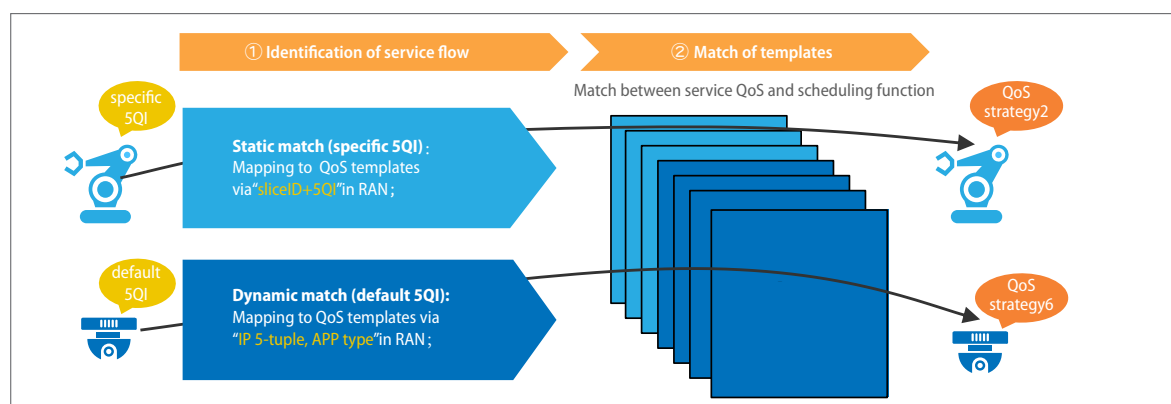 ① Identification of service flow
② Match of templates
Match between service QoS and scheduling function
specific
5QI
Static match (specific 5QI) :
Mapping to QoS templates
via“sliceID+5QI”in RAN ;
QoS
strategy2
default
5QI
Dynamic match (default 5QI):
Mapping to QoS templates via
“IP 5-tuple, APP type”in RAN ;
QoS
strategy6